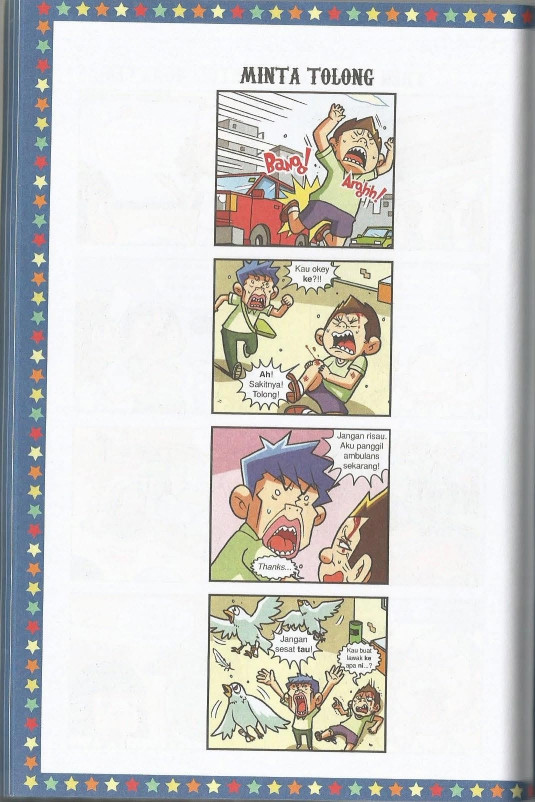 MINTA TOLONG
Bang!
Arghh!
Kau okey
ke?!!
Ah!
Sakitnya!
Tolong!
Jangan risau.
Aku panggil
ambulans
sekarang!
Thanks...
Jangan
sesat tau!
Kau buat
lawak ke
apa ni...?